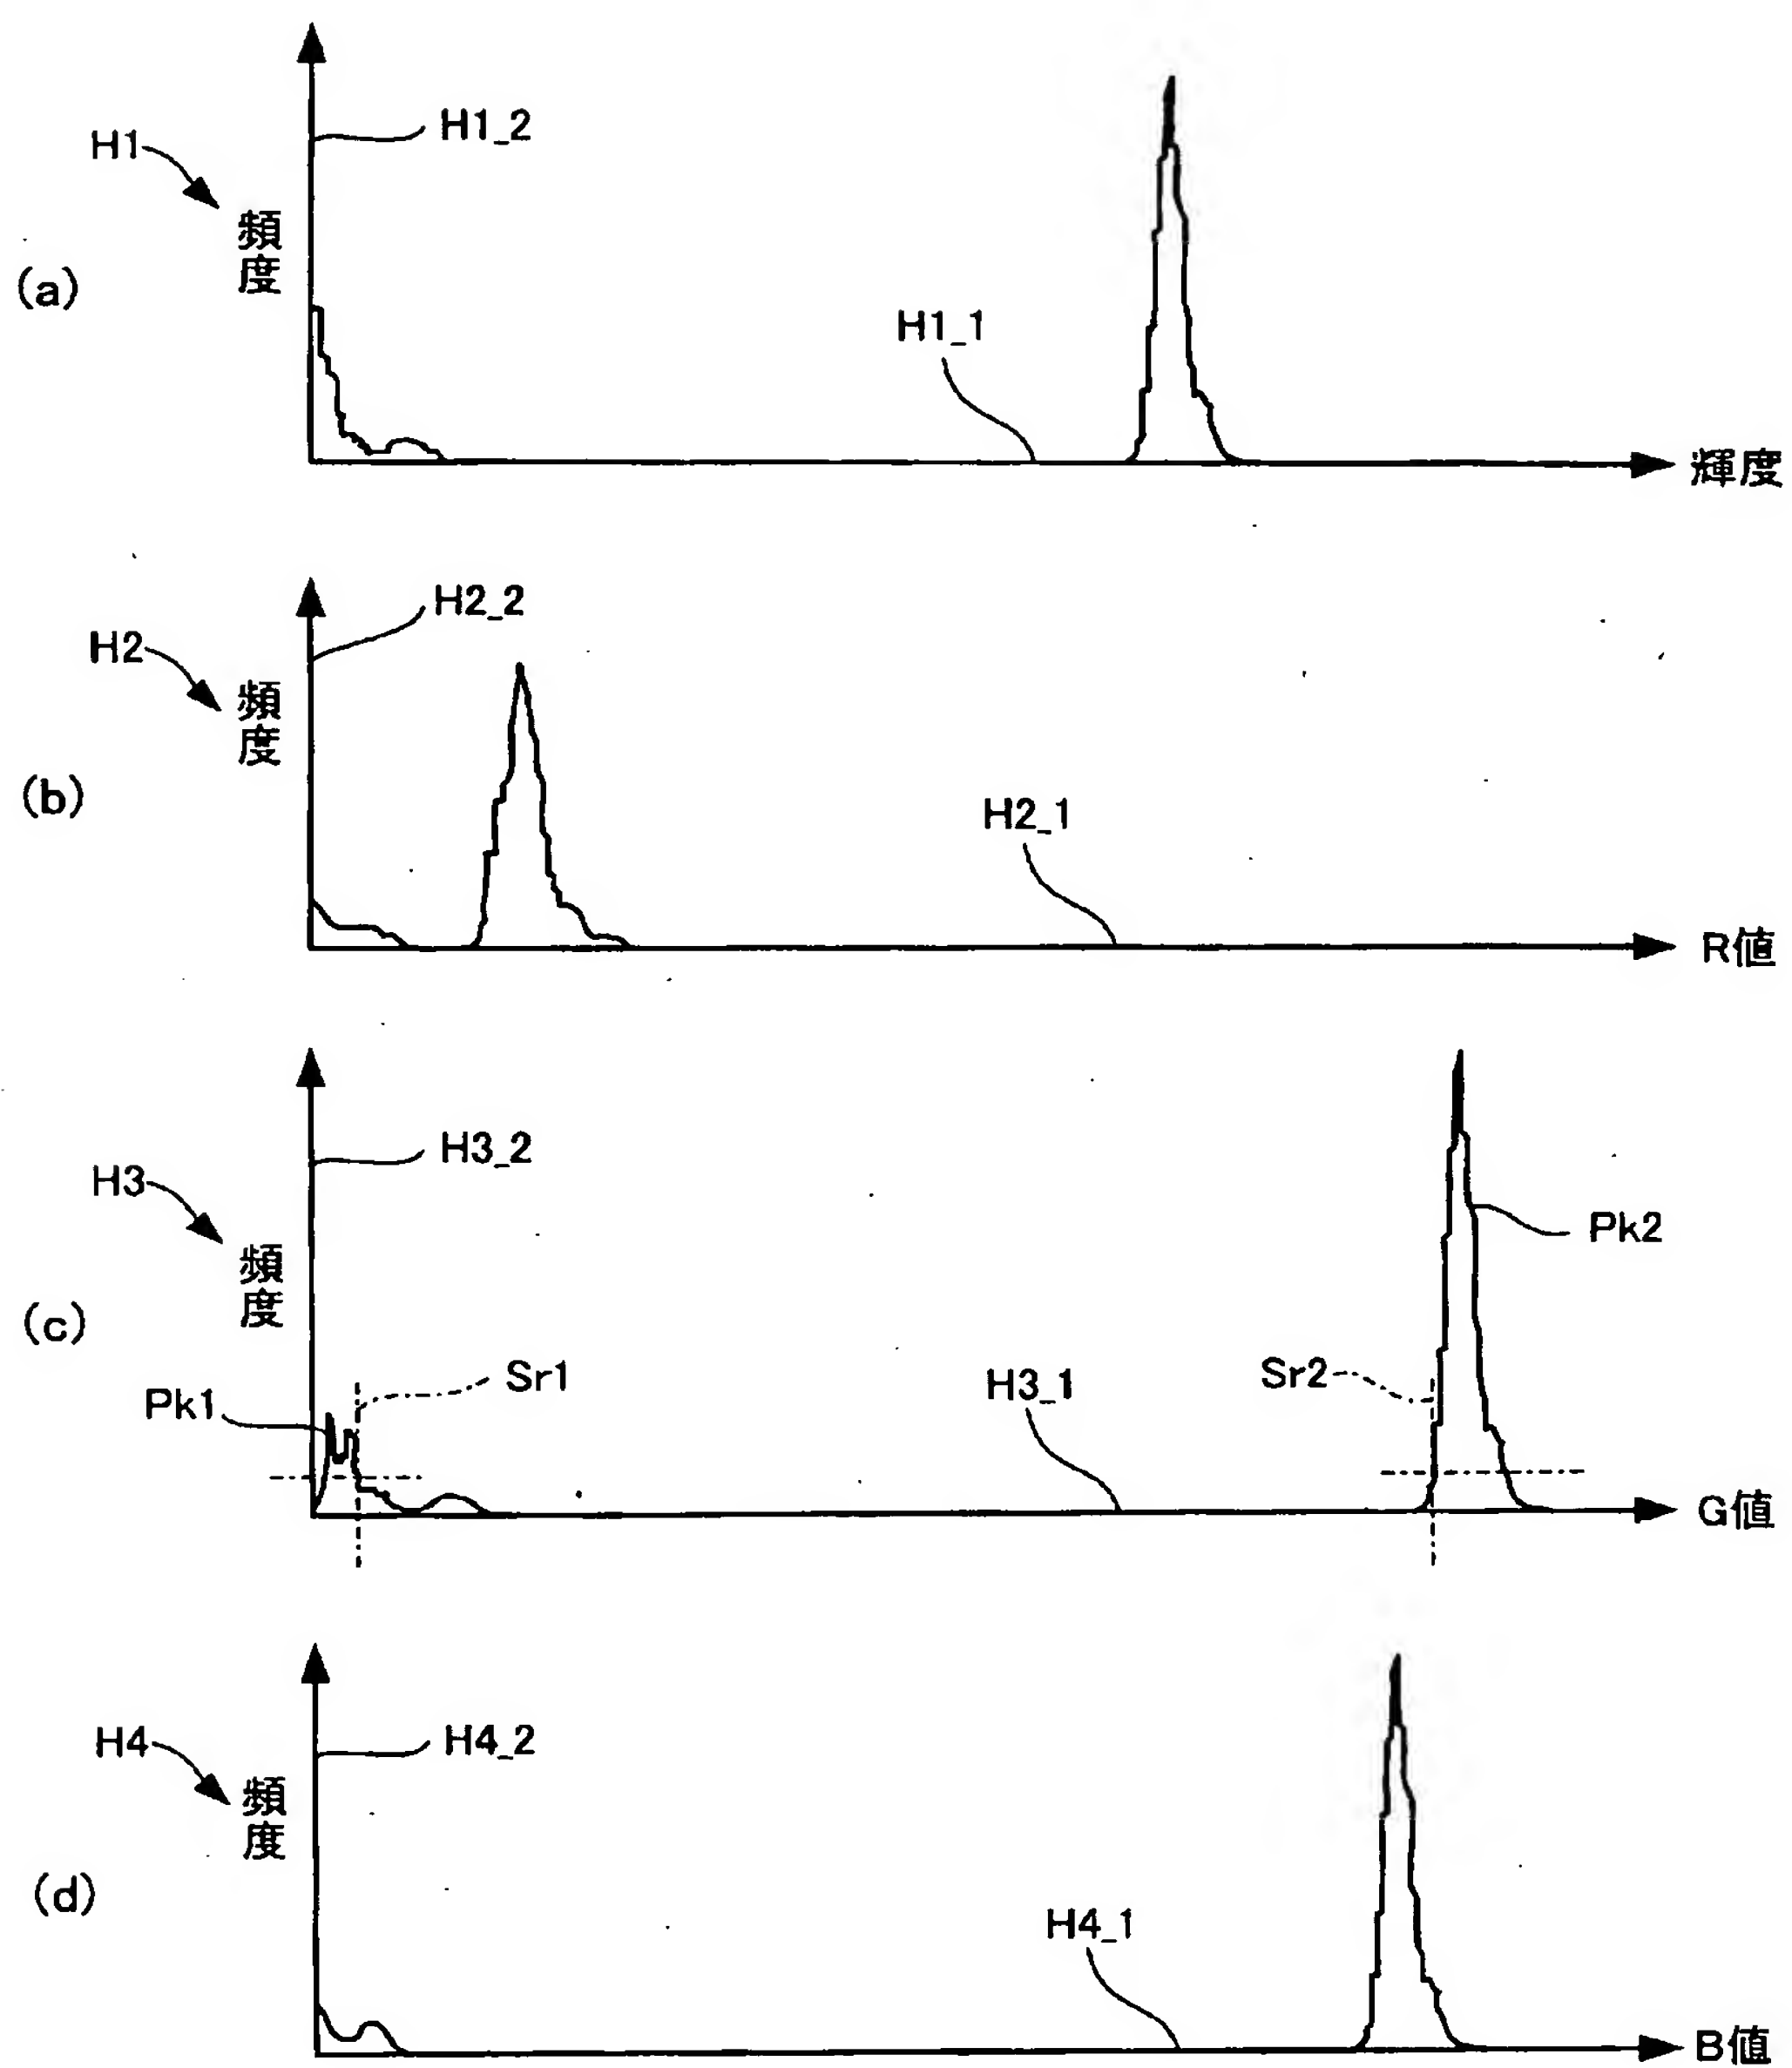 H1
H1_2
頻度
(a)
H1_1
輝度
H2
H2_2
頻度
(b)
H2_1
R値
H3
H3_2
頻度
(c)
Pk2
Pk1
Sr1
H3_1
Sr2
G値
H4
H4_2
頻度
(d)
H4_1
B値